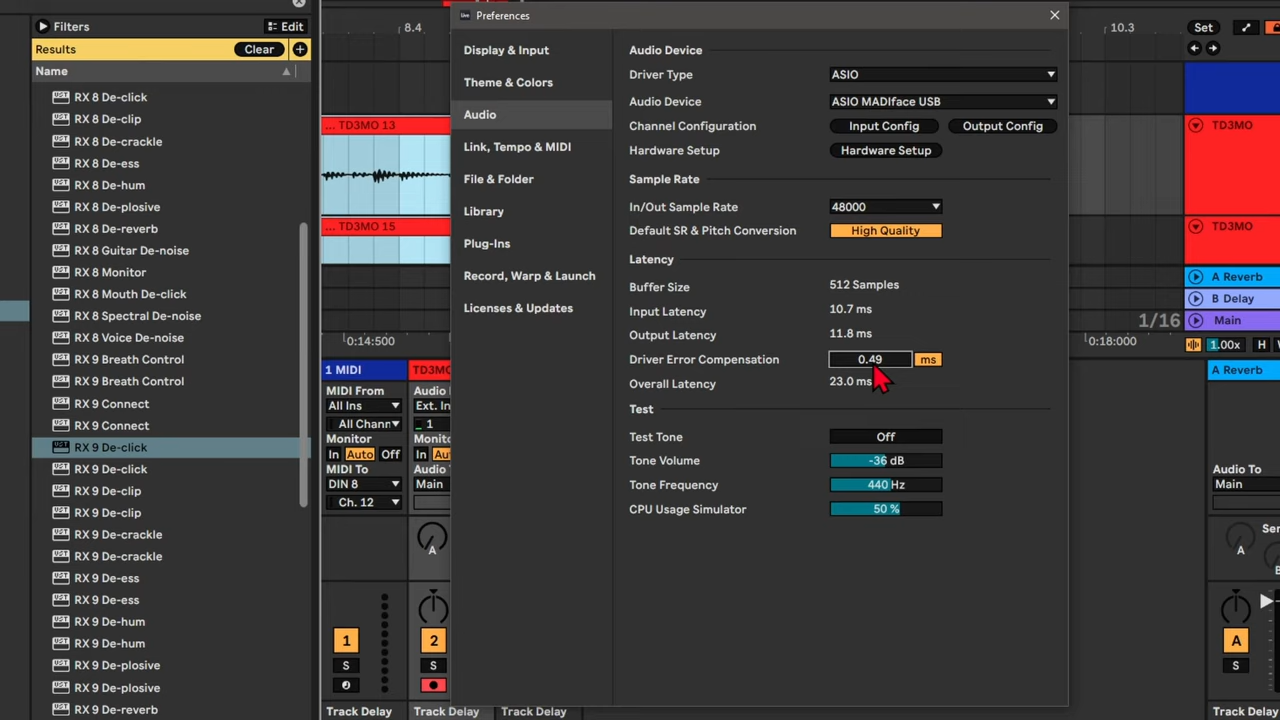 Filters
Edit
Results
Clear
Name
RX 8 De-click
RX 8 De-clip
RX 8 De-crackle
RX 8 De-ess
RX 8 De-hum
RX 8 De-plosive
RX 8 De-reverb
RX 8 Guitar De-noise
RX 8 Monitor
RX 8 Mouth De-click
RX 8 Spectral De-noise
RX 8 Voice De-noise
RX 9 Breath Control
RX 9 Breath Control
RX 9 Connect
RX 9 Connect
RX 9 De-click
RX 9 De-click
RX 9 De-clip
RX 9 De-clip
RX 9 De-crackle
RX 9 De-crackle
RX 9 De-ess
RX 9 De-ess
RX 9 De-hum
RX 9 De-hum
RX 9 De-plosive
RX 9 De-plosive
RX 9 De-reverb
8.4
... TD3MO 13
... TD3MO 15
0:14:500
1 MIDI
TD3MO
MIDI From
All Ins
All Chann
Monitor
In Auto Off
MIDI To
DIN 8
Ch. 12
Audio
Ext. In
1
Monito
In Au
Audio
Main
A
1
2
S
S
Track Delay
Track Delay
Track Delay
Live
Preferences
Display & Input
Theme & Colors
Audio
Link, Tempo & MIDI
File & Folder
Library
Plug-Ins
Record, Warp & Launch
Licenses & Updates
Audio Device
Driver Type ASIO
Audio Device ASIO MADIface USB
Channel Configuration Input Config Output Config
Hardware Setup Hardware Setup
Sample Rate
In/Out Sample Rate 48000
Default SR & Pitch Conversion High Quality
Latency
Buffer Size 512 Samples
Input Latency 10.7 ms
Output Latency 11.8 ms
Driver Error Compensation 0.49 ms
Overall Latency 23.0 ms
Test
Test Tone Off
Tone Volume -36 dB
Tone Frequency 440 Hz
CPU Usage Simulator 50 %
10.3
Set
TD3MO
TD3MO
A Reverb
B Delay
1/16
Main
0:18:000
1.00x
H
W
A Reverb
Audio To
Main
Sen
A
A
S
Track Delay